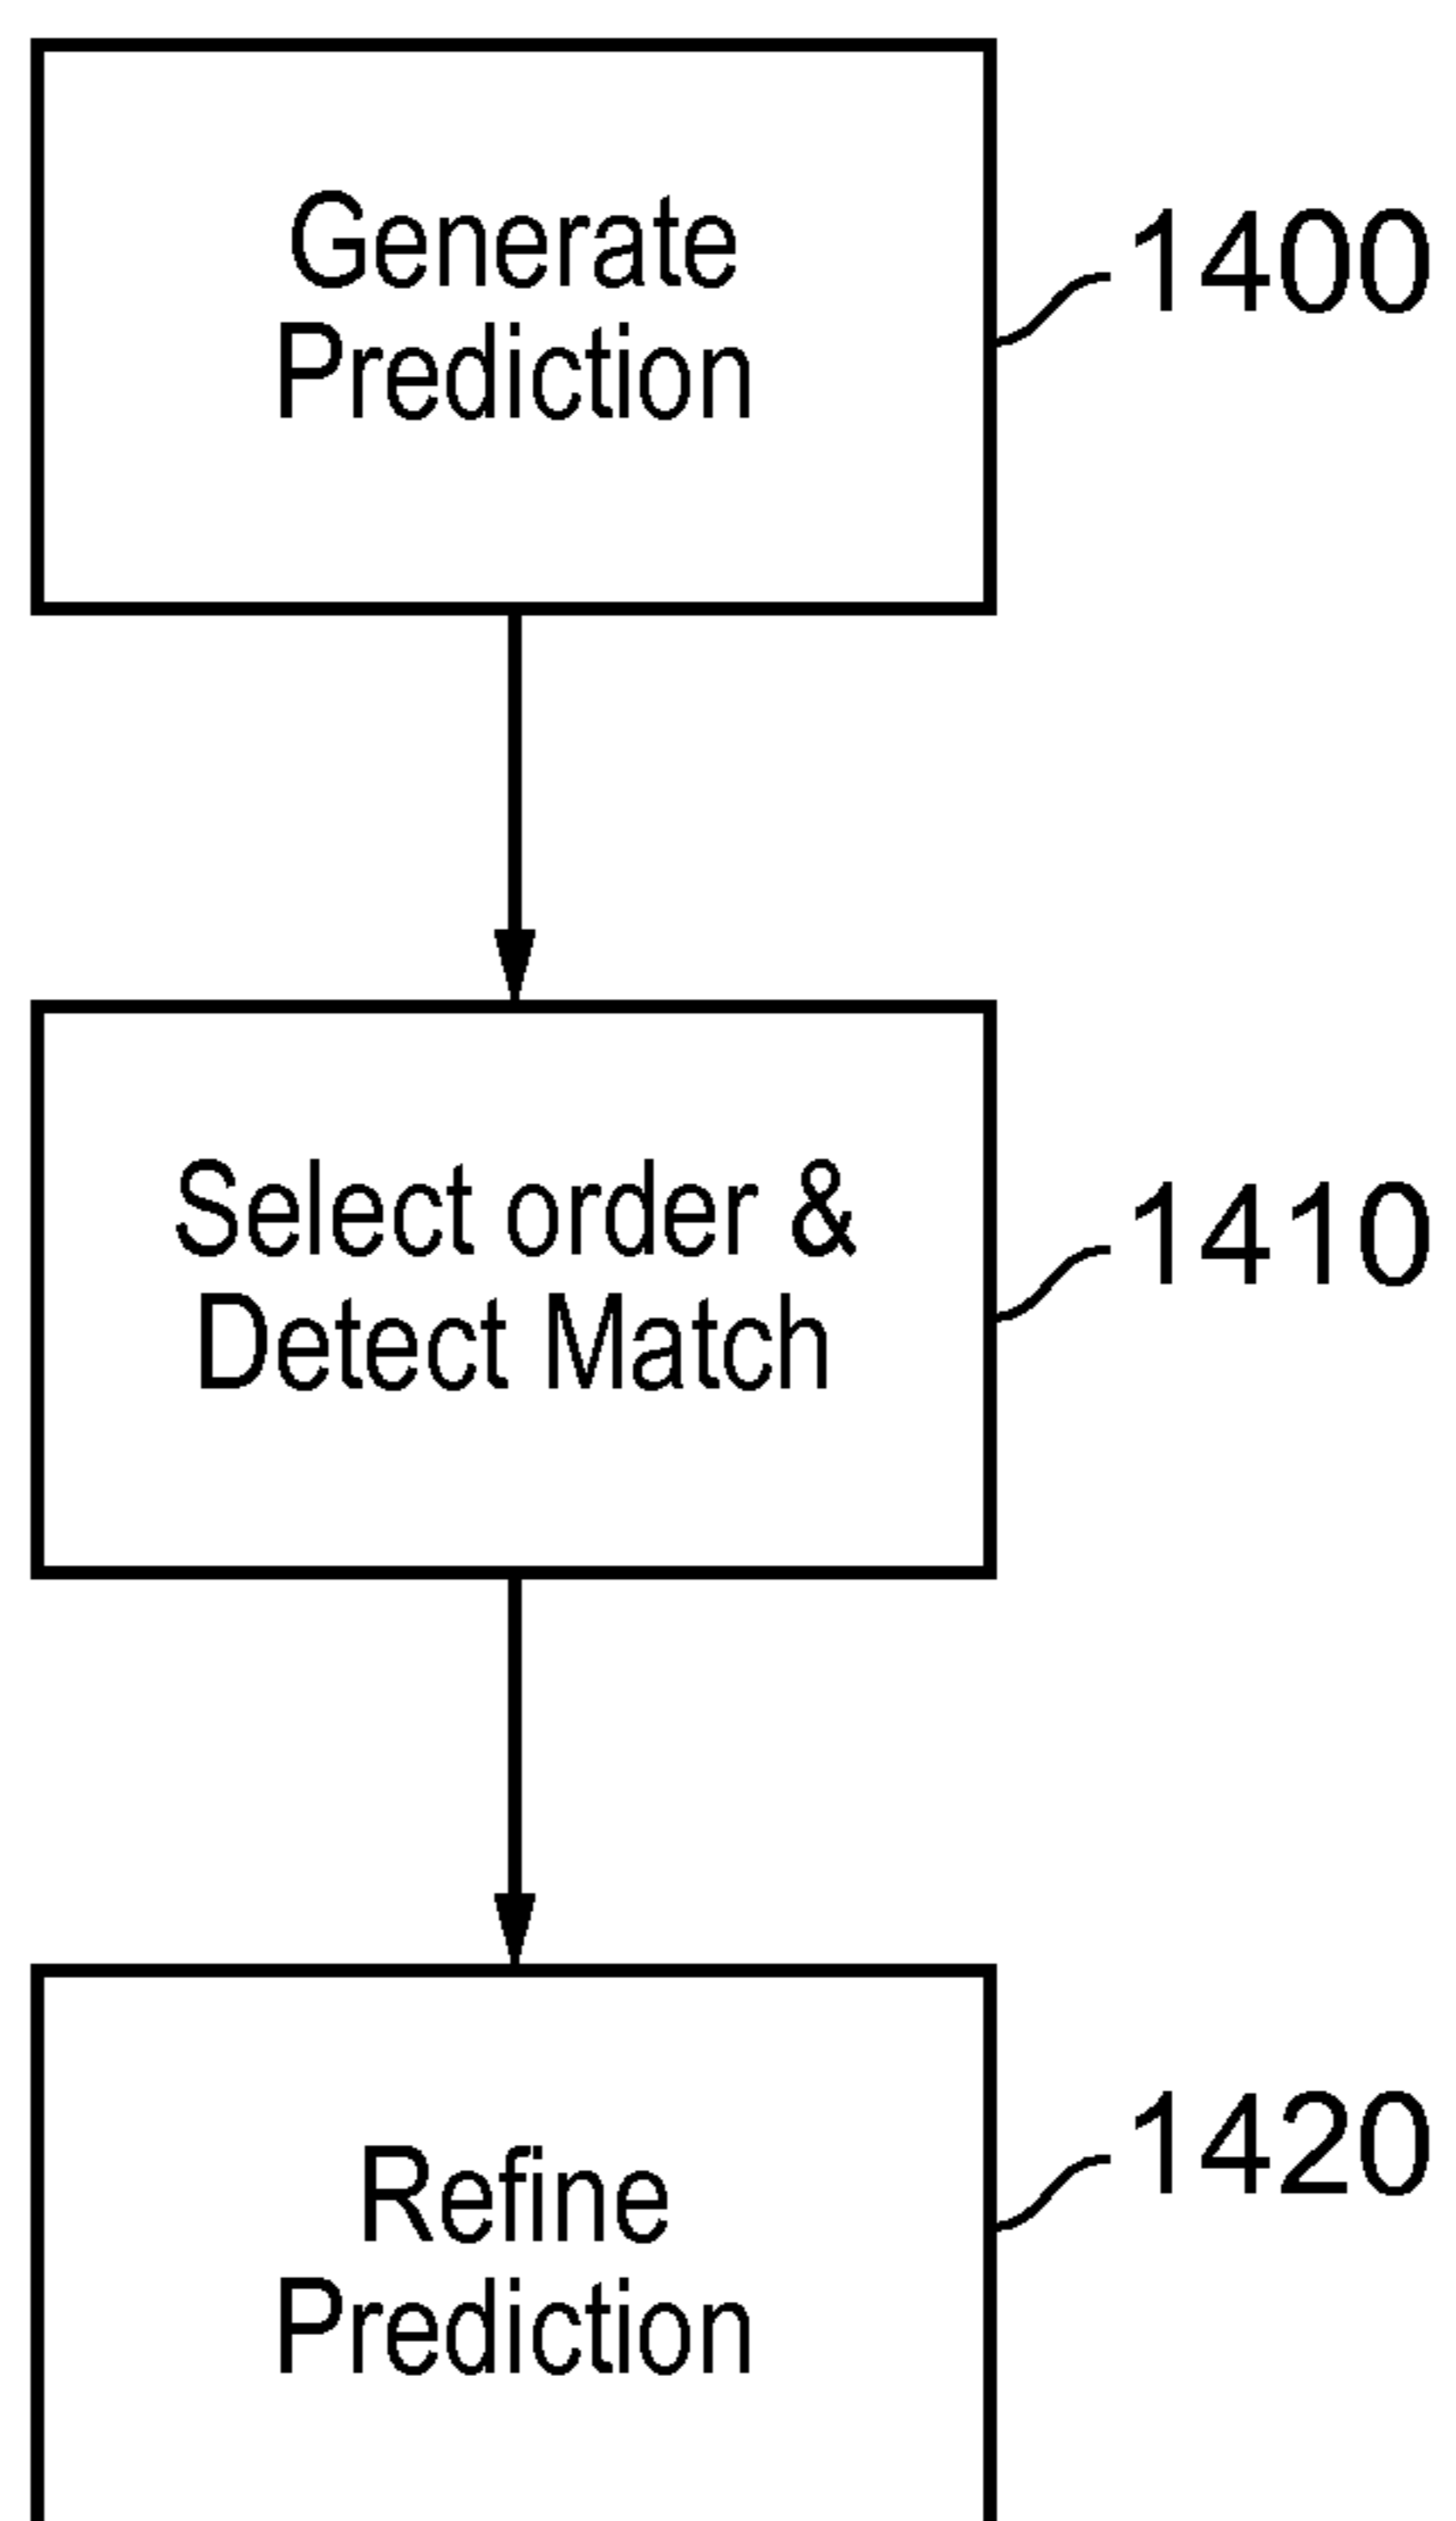 Generate
Prediction
1400
Select order &
Detect Match
1410
Refine
Prediction
1420